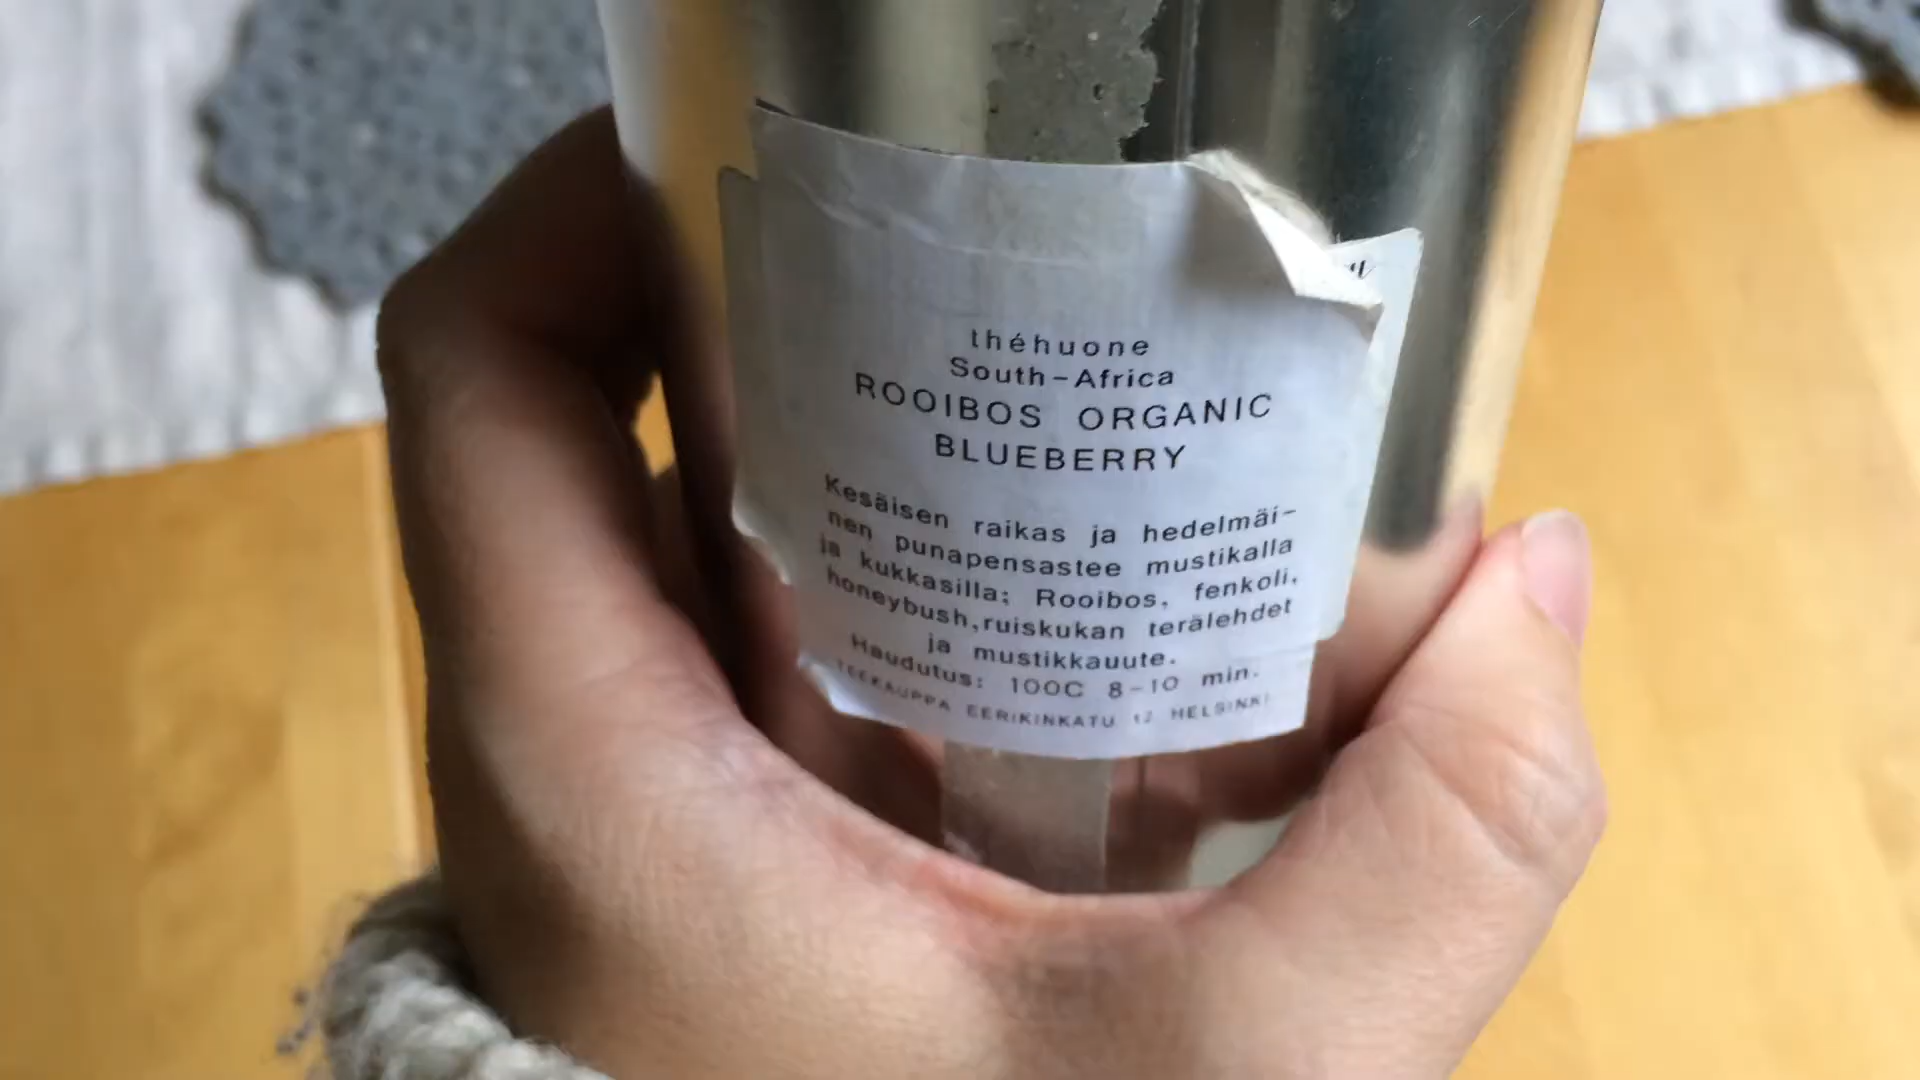 théhuone
South-Africa
ROOIBOS ORGANIC
BLUEBERRY
Kesäisen raikas ja hedelmäi-
nen punapensastee mustikalla
ja kukkasilla; Rooibos, fenkoli,
honeybush,ruiskukan terälehdet
ja mustikkauute.
Haudutus: 100C 8-10 min.
TEEKAUPPA EERIKINKATU 12 HELSINKI